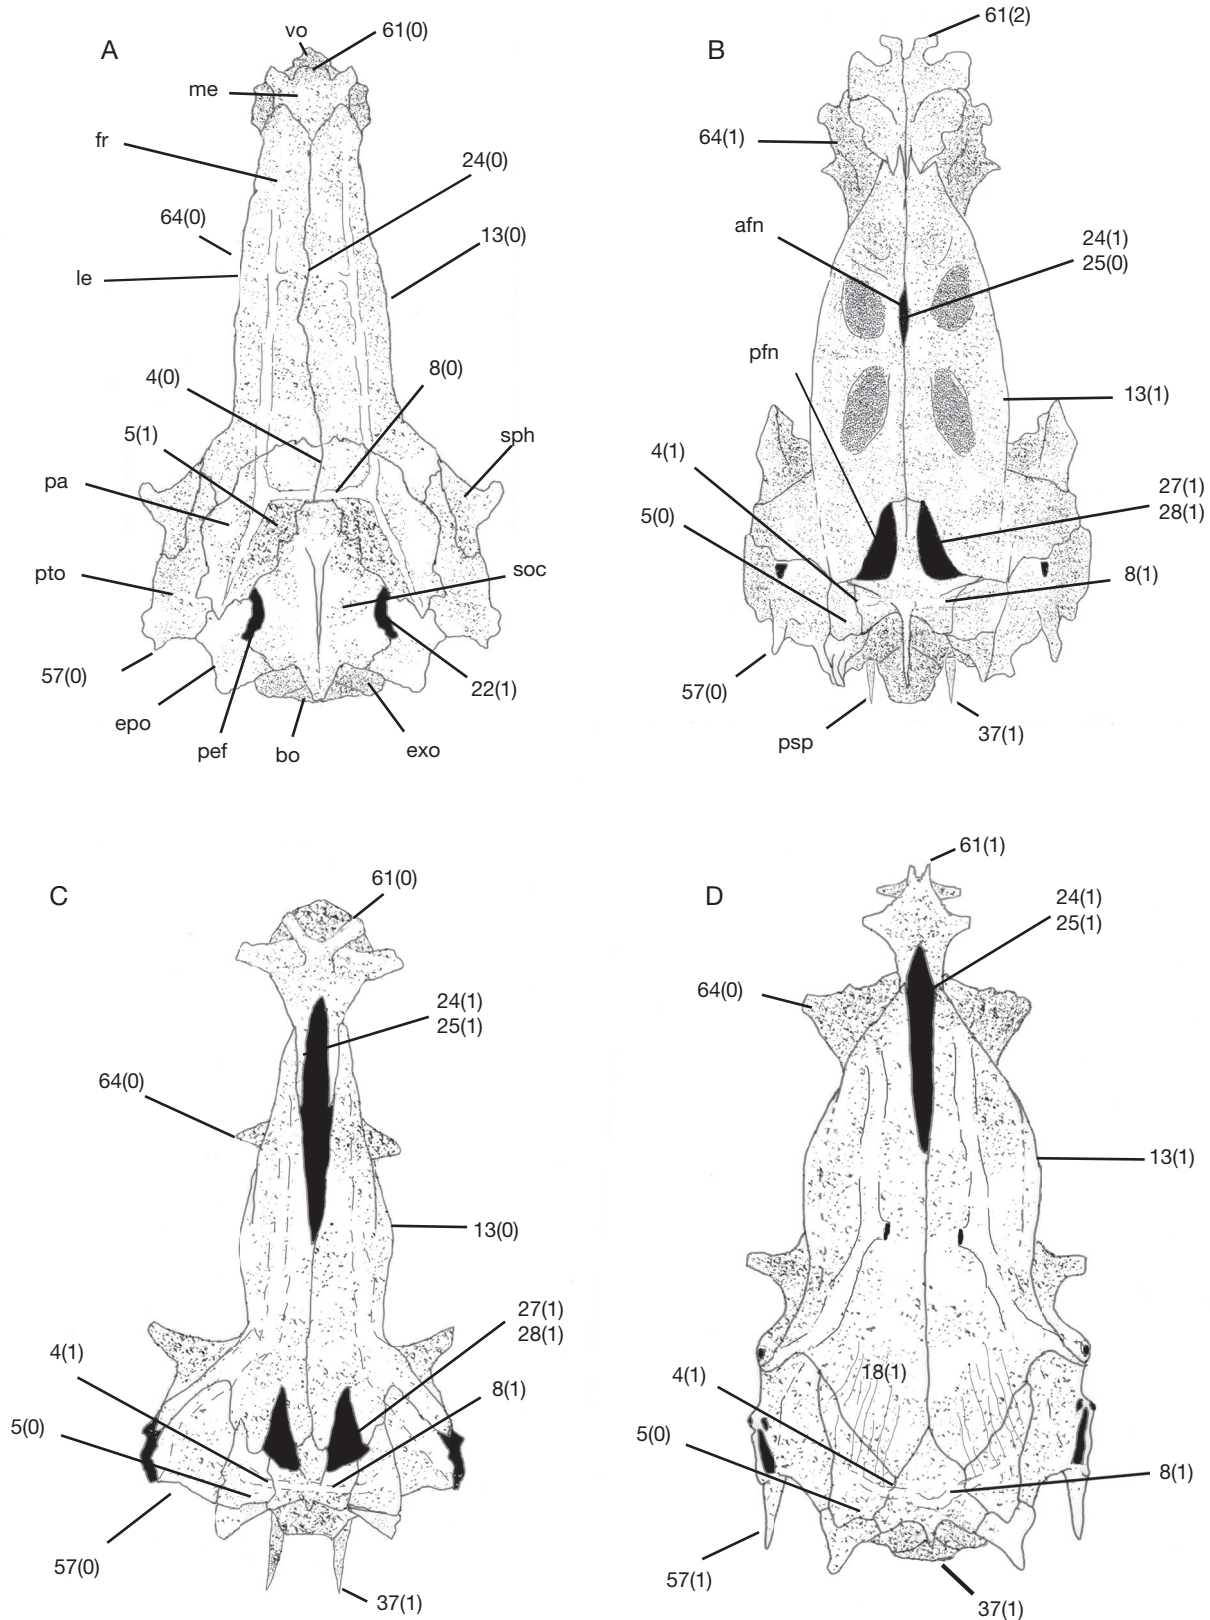 A
vo
61(0)
me
fr
24(0)
64(0)
13(0)
le
4(0)
8(0)
5(1)
sph
pa
pto
soc
57(0)
22(1)
epo
pef
bo
exo
B
61(2)
64(1)
afn
24(1)
25(0)
pfn
13(1)
4(1)
27(1)
28(1)
5(0)
8(1)
57(0)
psp
37(1)
C
61(0)
24(1)
25(1)
64(0)
13(0)
27(1)
28(1)
4(1)
8(1)
5(0)
57(0)
37(1)
D
61(1)
24(1)
25(1)
64(0)
13(1)
18(1)
4(1)
5(0)
8(1)
57(1)
37(1)